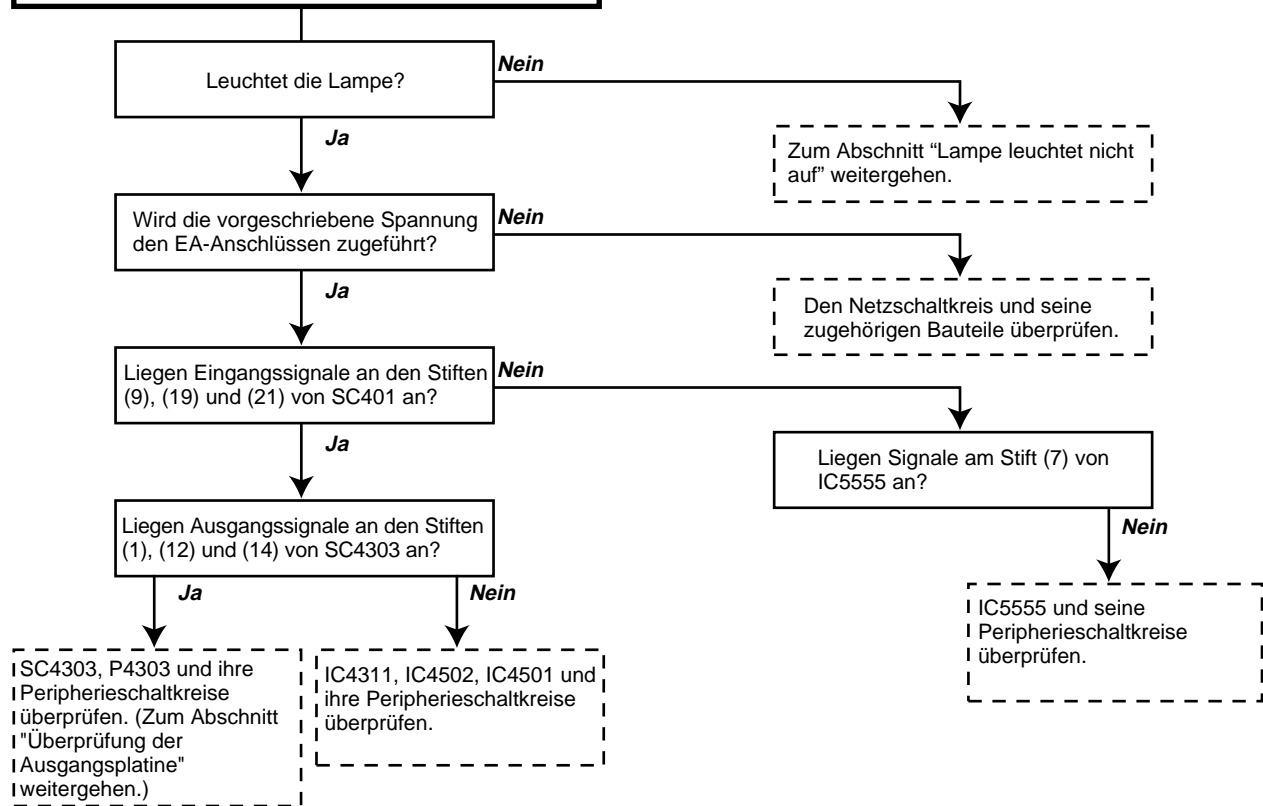 Leuchtet die Lampe?
Nein
Ja
Zum Abschnitt “Lampe leuchtet nicht
auf” weitergehen.
Wird die vorgeschriebene Spannung
den EA-Anschlüssen zugeführt?
Nein
Ja
Den Netzschaltkreis und seine
zugehörigen Bauteile überprüfen.
Liegen Eingangssignale an den Stiften
(9), (19) und (21) von SC401 an?
Nein
Ja
Liegen Signale am Stift (7) von
IC5555 an?
Nein
Liegen Ausgangssignale an den Stiften
(1), (12) und (14) von SC4303 an?
Ja
Nein
IC5555 und seine
Peripherieschaltkreise
überprüfen.
SC4303, P4303 und ihre
Peripherieschaltkreise
überprüfen. (Zum Abschnitt
"Überprüfung der
Ausgangsplatine"
weitergehen.)
IC4311, IC4502, IC4501 und
ihre Peripherieschaltkreise
überprüfen.